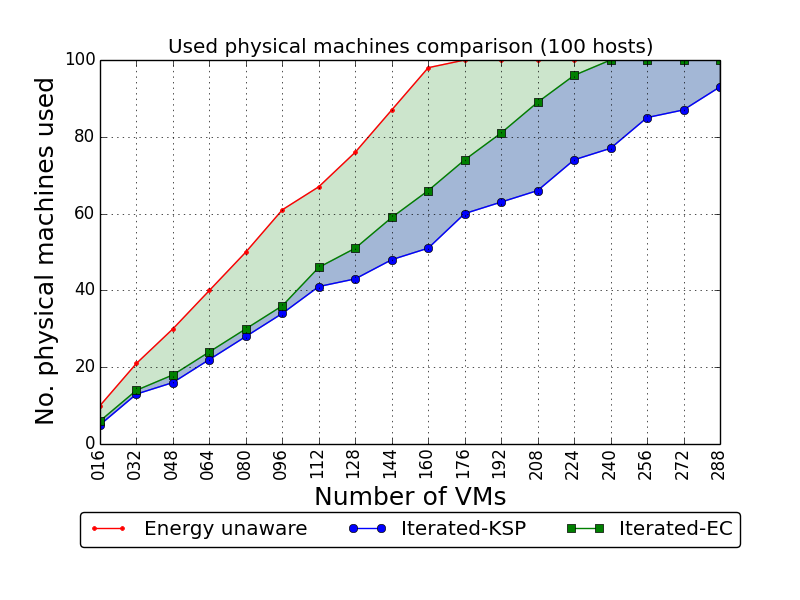 Used physical machines comparison (100 hosts)
No. physical machines used
100
80
60
40
20
0
016 032 048 064 080 096 112 128 144 160 176 192 208 224 240 256 272 288
Number of VMs
Energy unaware Iterated-KSP Iterated-EC